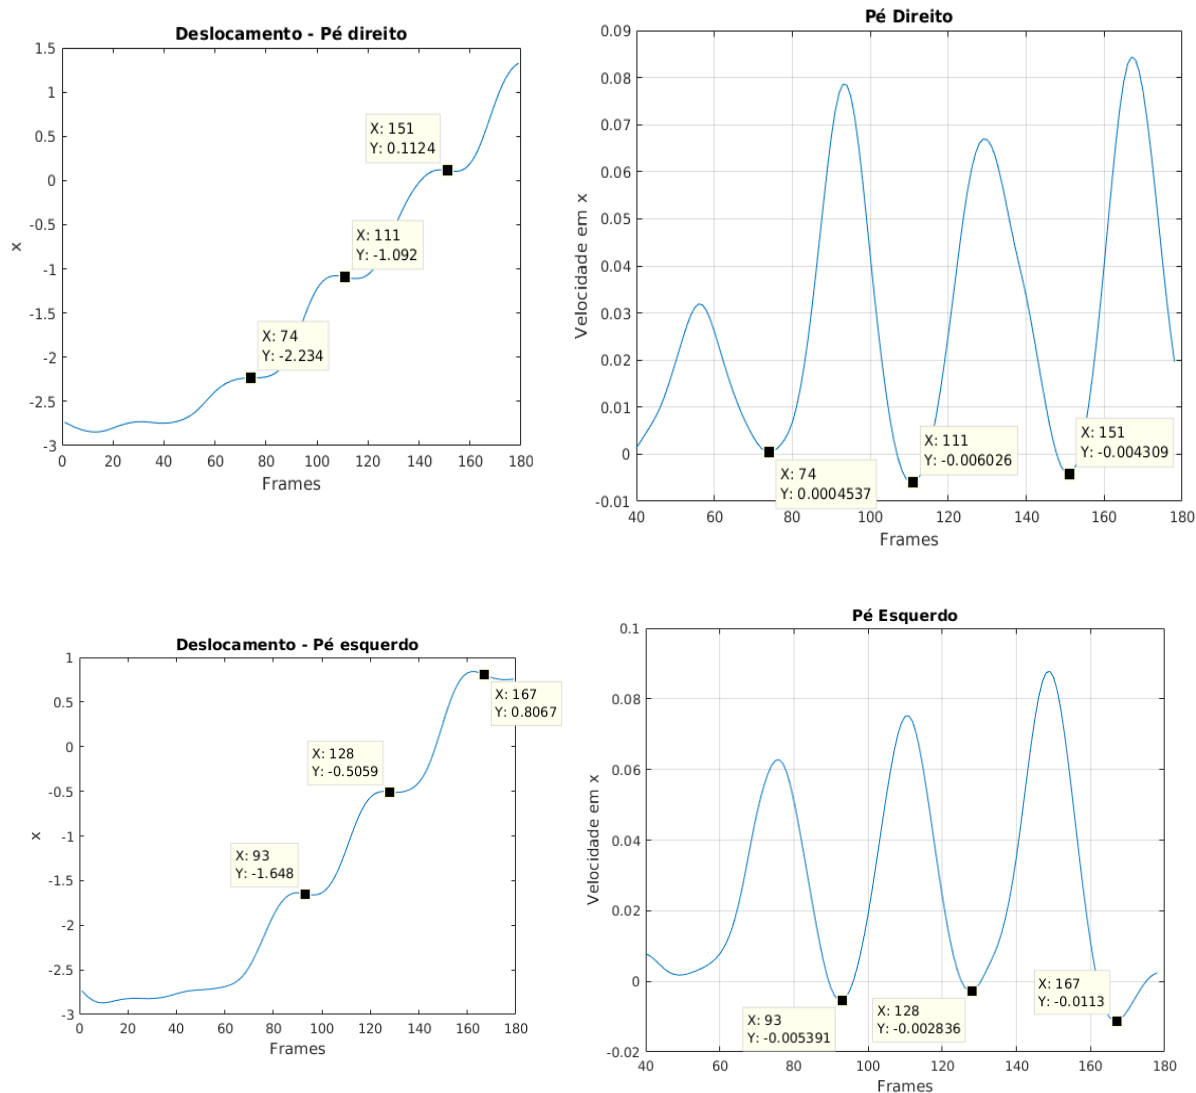 Deslocamento - Pé direito
1.5
1
0.5
0
-0.5
-1
-1.5
-2
-2.5
-3
x
X: 151
Y: 0.1124
X: 111
Y: -1.092
X: 74
Y: -2.234
0 20 40 60 80 100 120 140 160 180
Frames
Pé Direito
0.09
0.08
0.07
0.06
0.05
0.04
0.03
0.02
0.01
0
-0.01
Velocidade em x
X: 74
Y: 0.0004537
X: 111
Y: -0.006026
X: 151
Y: -0.004309
40 60 80 100 120 140 160 180
Frames
Deslocamento - Pé esquerdo
1
0.5
0
-0.5
-1
-1.5
-2
-2.5
-3
x
X: 167
Y: 0.8067
X: 128
Y: -0.5059
X: 93
Y: -1.648
0 20 40 60 80 100 120 140 160 180
Frames
Pé Esquerdo
0.1
0.08
0.06
0.04
0.02
0
-0.02
Velocidade em x
X: 93
Y: -0.005391
X: 128
Y: -0.002836
X: 167
Y: -0.0113
40 60 80 100 120 140 160 180
Frames